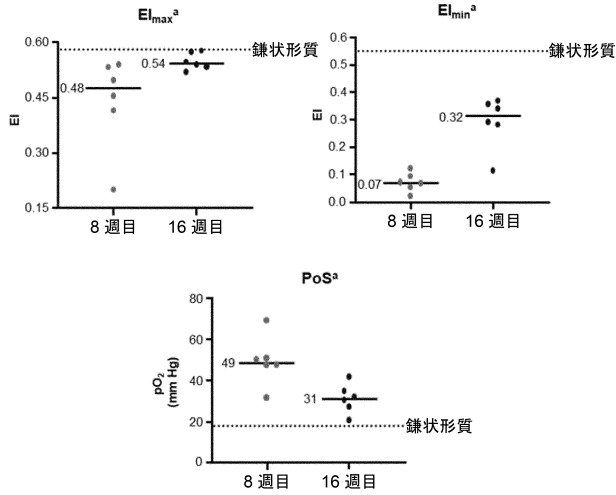 EImaxᵃ
0.60
0.45
0.30
0.15
EI
鎌状形質
0.48
0.54
8 週目
16 週目
EIminᵃ
0.6
0.5
0.4
0.3
0.2
0.1
0.0
EI
鎌状形質
0.07
0.32
8 週目
16 週目
PoSᵃ
80
60
40
20
0
pO₂
(mm Hg)
49
31
鎌状形質
8 週目
16 週目